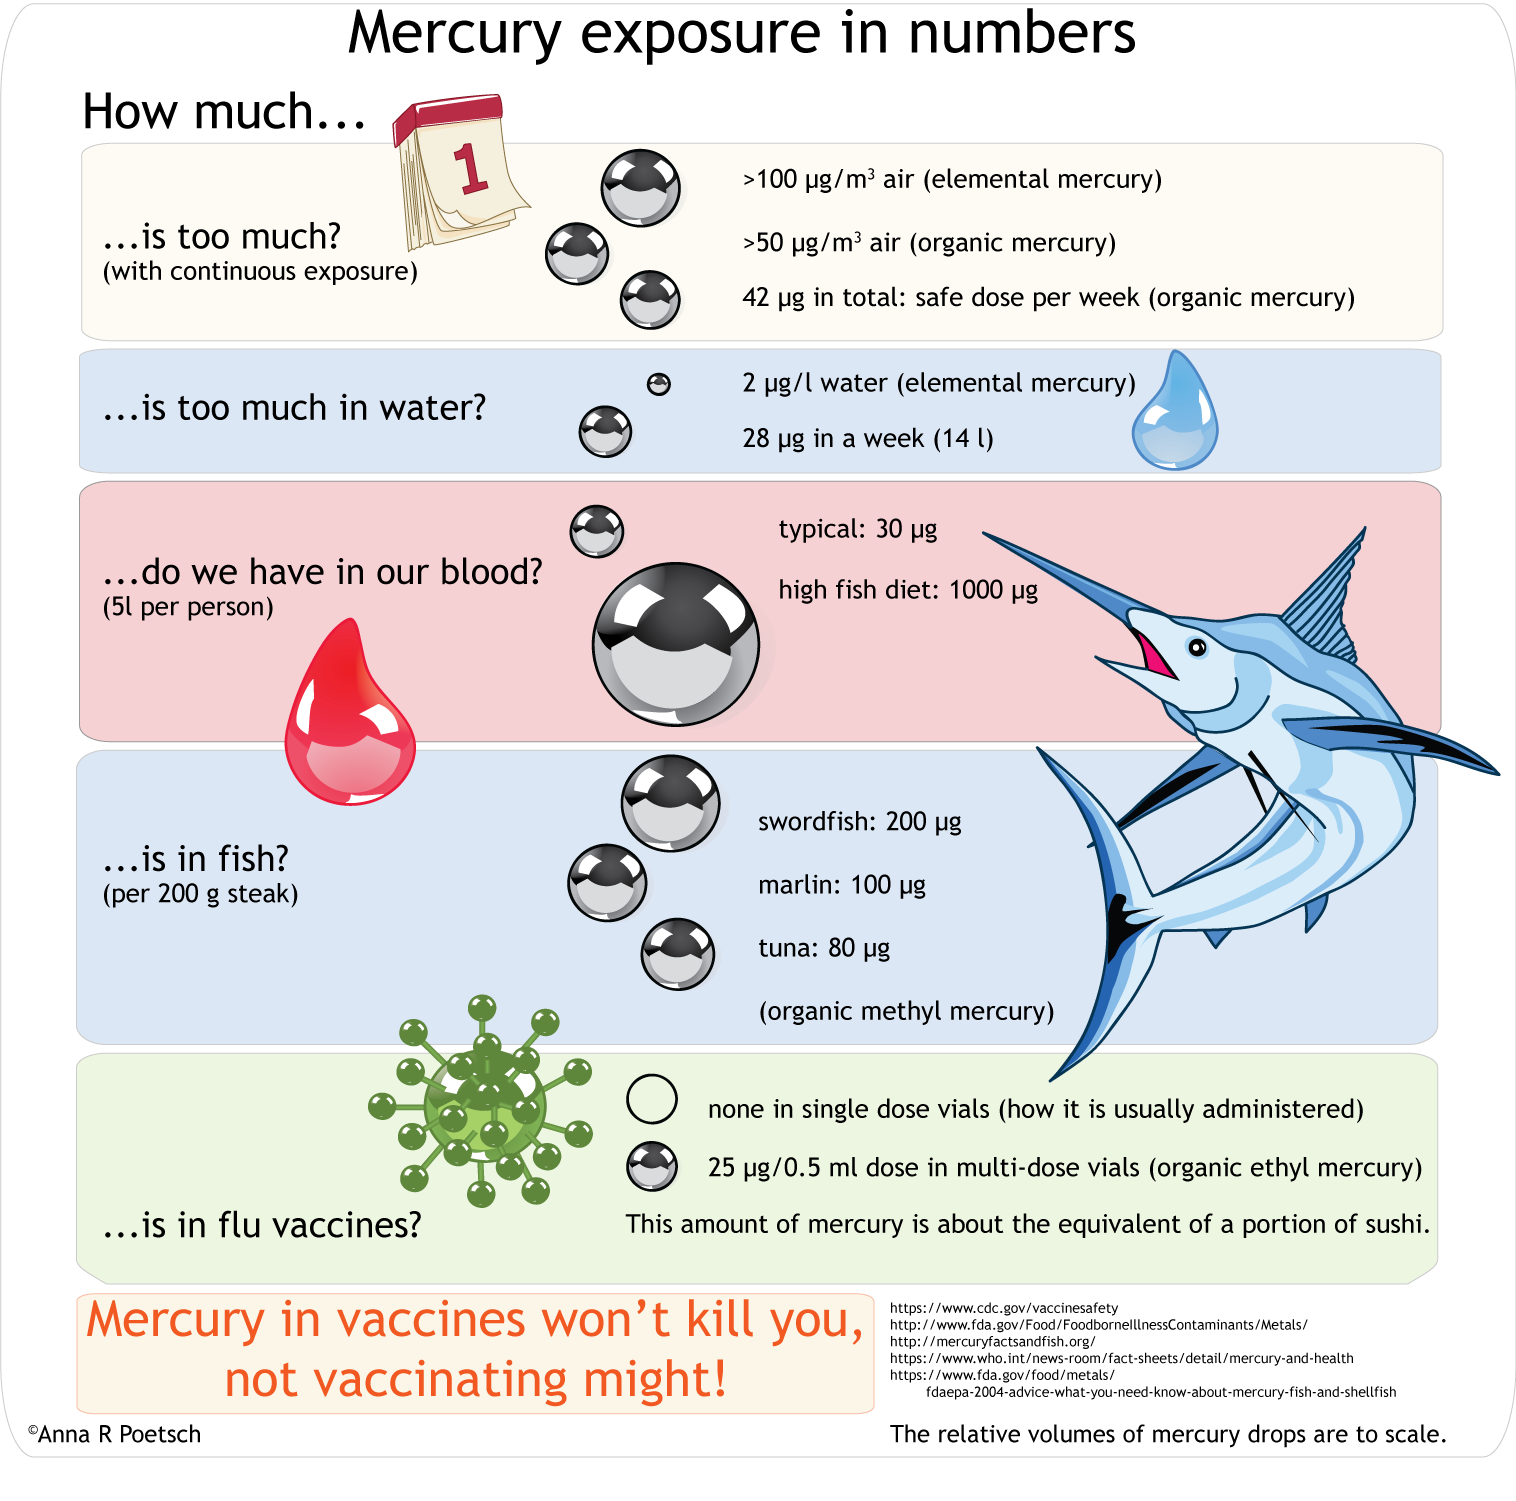 Mercury exposure in numbers
How much...
1
...is too much?
(with continuous exposure)
>100 µg/m³ air (elemental mercury)
>50 µg/m³ air (organic mercury)
42 µg in total: safe dose per week (organic mercury)
...is too much in water?
2 µg/l water (elemental mercury)
28 µg in a week (14 l)
...do we have in our blood?
(5l per person)
typical: 30 µg
high fish diet: 1000 µg
...is in fish?
(per 200 g steak)
swordfish: 200 µg
marlin: 100 µg
tuna: 80 µg
(organic methyl mercury)
...is in flu vaccines?
none in single dose vials (how it is usually administered)
25 µg/0.5 ml dose in multi-dose vials (organic ethyl mercury)
This amount of mercury is about the equivalent of a portion of sushi.
Mercury in vaccines won't kill you,
not vaccinating might!
https://www.cdc.gov/vaccinesafety
http://www.fda.gov/Food/FoodborneIllnessContaminants/Metals/
http://mercuryfactsandfish.org/
https://www.who.int/news-room/fact-sheets/detail/mercury-and-health
https://www.fda.gov/food/metals/
fdaepa-2004-advice-what-you-need-know-about-mercury-fish-and-shellfish
©Anna R Poetsch
The relative volumes of mercury drops are to scale.